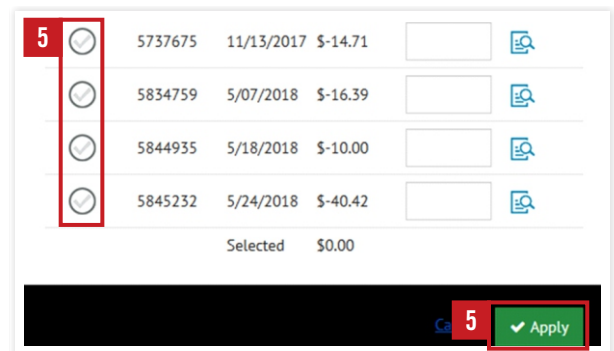 5 5737675 11/13/2017 $-14.71
5834759 5/07/2018 $-16.39
5844935 5/18/2018 $-10.00
5845232 5/24/2018 $-40.42
Selected $0.00
5 Apply